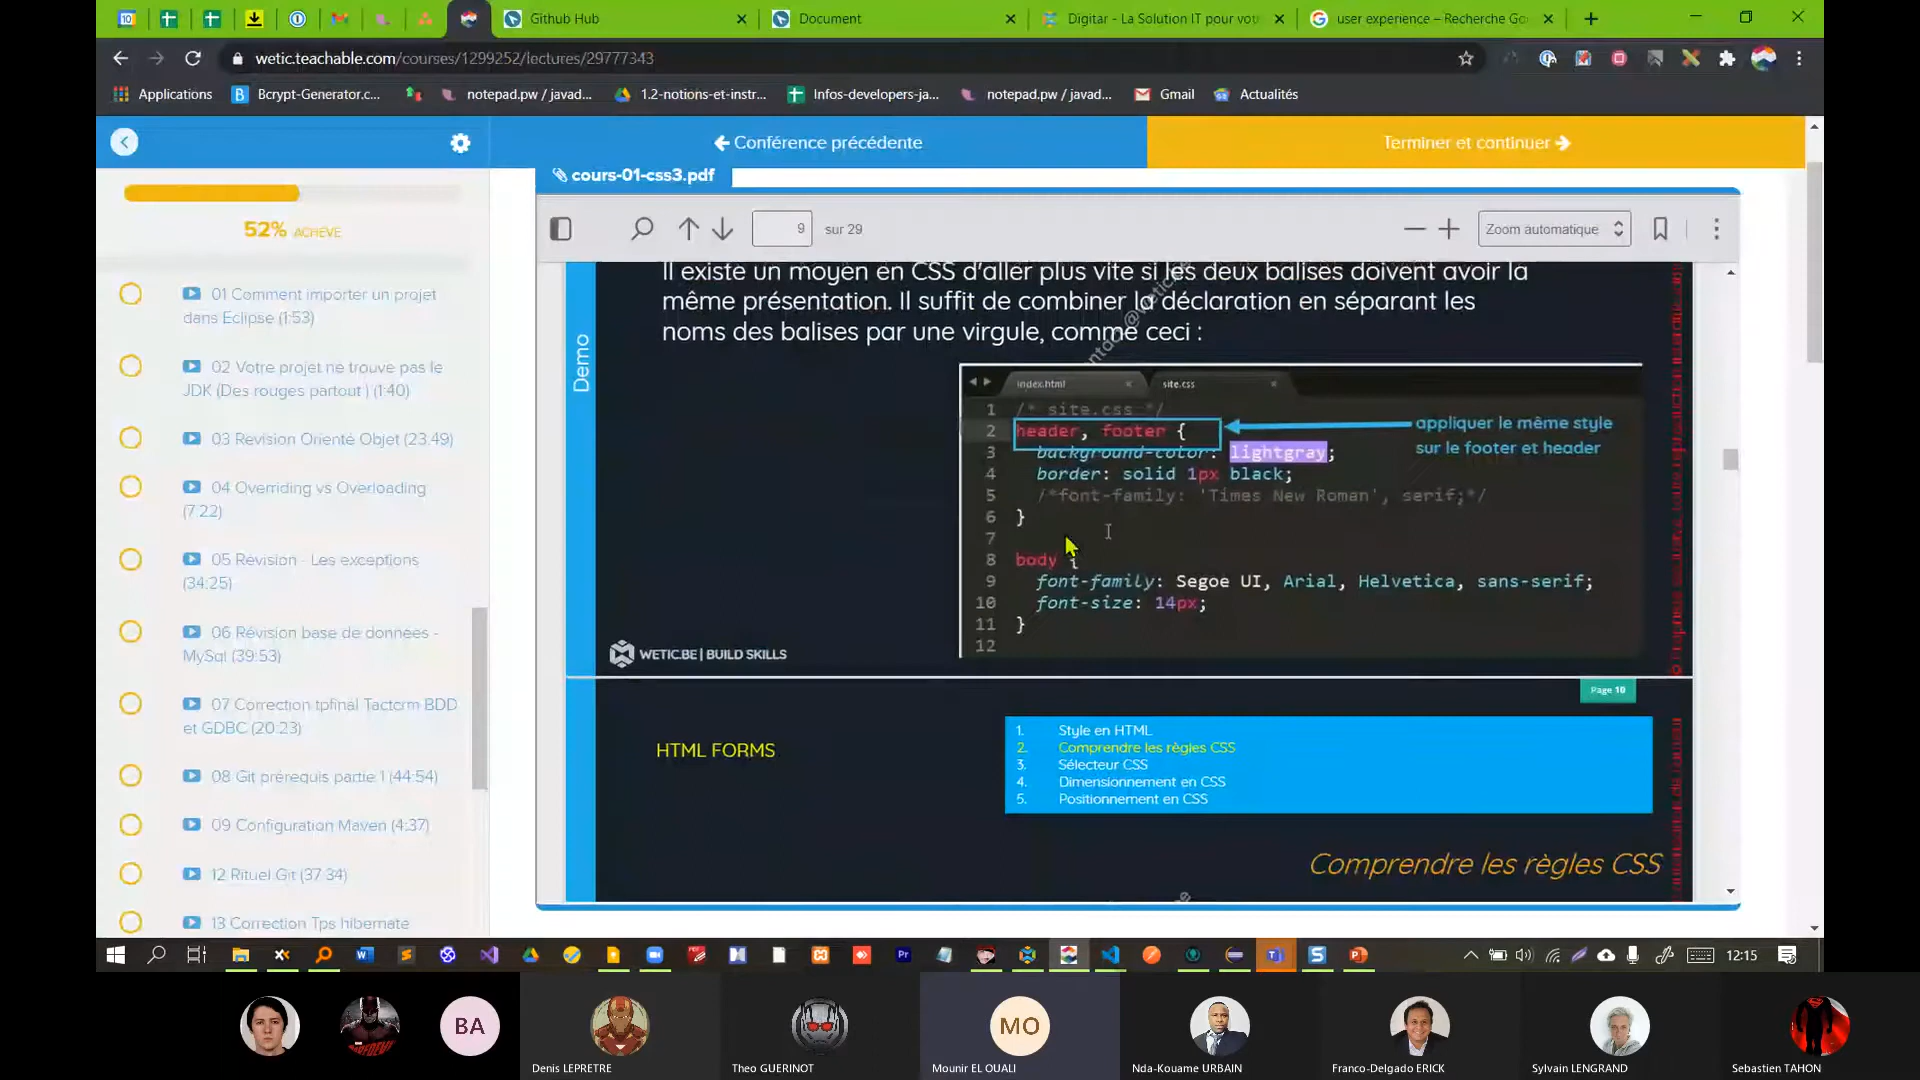 Github Hub
Document
Digitar - La Solution IT pour vot
user experience – Recherche Go
wetic.teachable.com/courses/1299252/lectures/29777343
Applications
Bcrypt-Generator.c...
notepad.pw / javad...
1.2-notions-et-instr...
Infos-developers-ja...
notepad.pw / javad...
Gmail
Actualités
Conférence précédente
Terminer et continuer
52% ACHEVÉ
01 Comment importer un projet
dans Eclipse (1:53)
02 Votre projet ne trouve pas le
JDK (Des rouges partout ) (1:40)
03 Revision Orienté Objet (23:49)
04 Overriding vs Overloading
(7:22)
05 Revision - Les exceptions
(34:25)
06 Révision base de données -
MySql (39:53)
07 Correction tpfinal Tactcrm BDD
et GDBC (20:23)
08 Git prérequis partie 1 (44:54)
09 Configuration Maven (4:37)
12 Rituel Git (37:34)
13 Correction Tps hibernate
cours-01-css3.pdf
9 sur 29
Zoom automatique
Demo
Il existe un moyen en CSS d'aller plus vite si les deux balises doivent avoir la
même présentation. Il suffit de combiner la déclaration en séparant les
noms des balises par une virgule, comme ceci :
index.html
site.css
1 /* site.css */
2 header, footer {
3 background-color: lightgray;
4 border: solid 1px black;
5 /*font-family: 'Times New Roman', serif;*/
6 }
7
8 body {
9 font-family: Segoe UI, Arial, Helvetica, sans-serif;
10 font-size: 14px;
11 }
12
appliquer le même style
sur le footer et header
WETIC.BE | BUILD SKILLS
Page 10
HTML FORMS
1. Style en HTML
2. Comprendre les règles CSS
3. Sélecteur CSS
4. Dimensionnement en CSS
5. Positionnement en CSS
Comprendre les règles CSS
12:15
BA
MO
Denis LEPRETRE
Theo GUERINOT
Mounir EL OUALI
Nda-Kouame URBAIN
Franco-Delgado ERICK
Sylvain LENGRAND
Sebastien TAHON